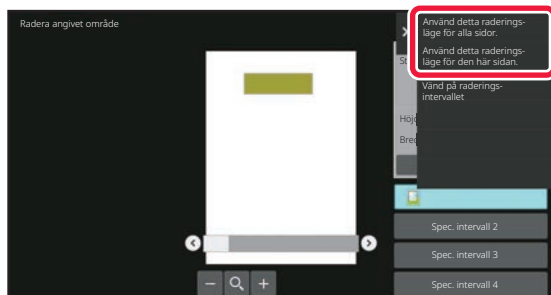 Radera angivet område
Använd detta raderings-
läge för alla sidor.
Använd detta raderings-
läge för den här sidan.
Vänd på raderings-
intervallet
Spec. intervall 2
Spec. intervall 3
Spec. intervall 4